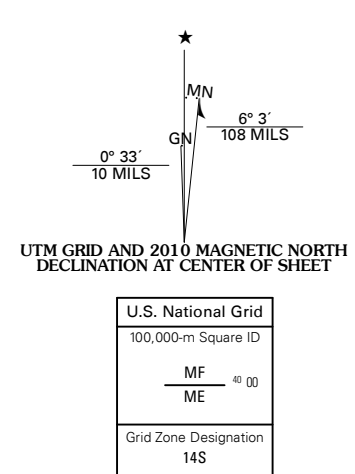 ★
MN
6° 3´
108 MILS
GN
0° 33´
10 MILS
UTM GRID AND 2010 MAGNETIC NORTH
DECLINATION AT CENTER OF SHEET
U.S. National Grid
100,000-m Square ID
MF
40 00
ME
Grid Zone Designation
14S